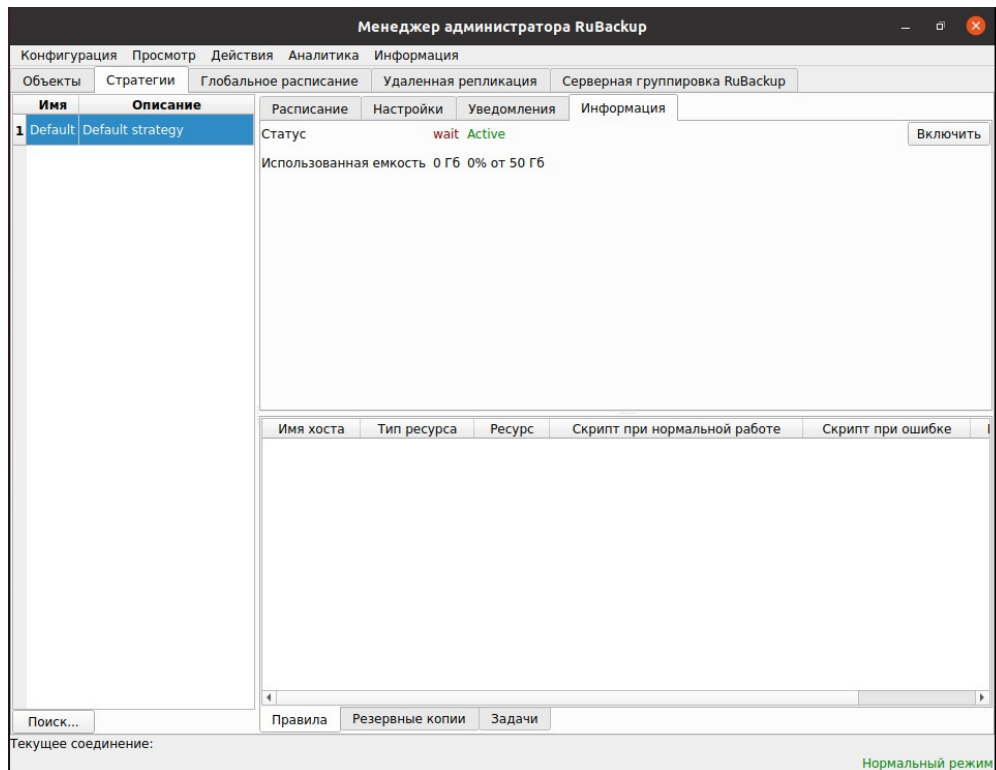 Менеджер администратора RuBackup
Конфигурация Просмотр Действия Аналитика Информация
Объекты Стратегии Глобальное расписание Удаленная репликация Серверная группировка RuBackup
Имя Описание
1 Default Default strategy
Расписание Настройки Уведомления Информация
Статус wait Active Включить
Использованная емкость 0 Гб 0% от 50 Гб
Имя хоста Тип ресурса Ресурс Скрипт при нормальной работе Скрипт при ошибке
Поиск...
Правила Резервные копии Задачи
Текущее соединение:
Нормальный режим